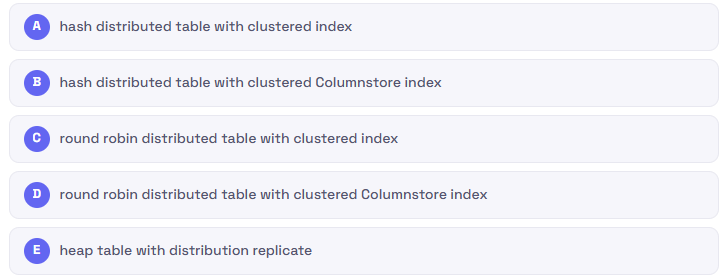 A hash distributed table with clustered index
B hash distributed table with clustered Columnstore index
C round robin distributed table with clustered index
D round robin distributed table with clustered Columnstore index
E heap table with distribution replicate